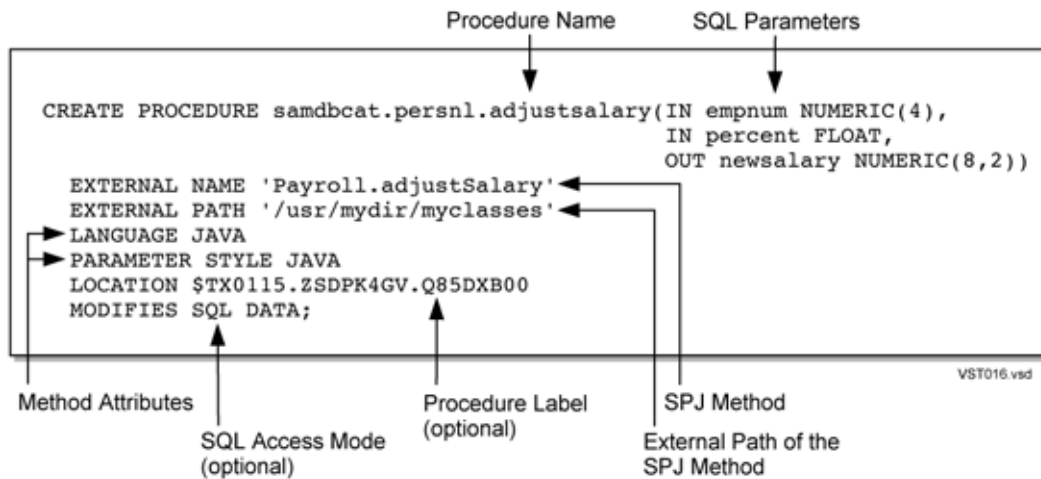 Procedure Name SQL Parameters
CREATE PROCEDURE samdbcat.persnl.adjustsalary(IN empnum NUMERIC(4),
IN percent FLOAT,
OUT newsalary NUMERIC(8,2))
EXTERNAL NAME 'Payroll.adjustSalary'
EXTERNAL PATH '/usr/mydir/myclasses'
LANGUAGE JAVA
PARAMETER STYLE JAVA
LOCATION $TX0115.ZSDPK4GV.Q85DXB00
MODIFIES SQL DATA;
VST016.vsd
Method Attributes
SQL Access Mode
(optional)
Procedure Label
(optional)
SPJ Method
External Path of the
SPJ Method